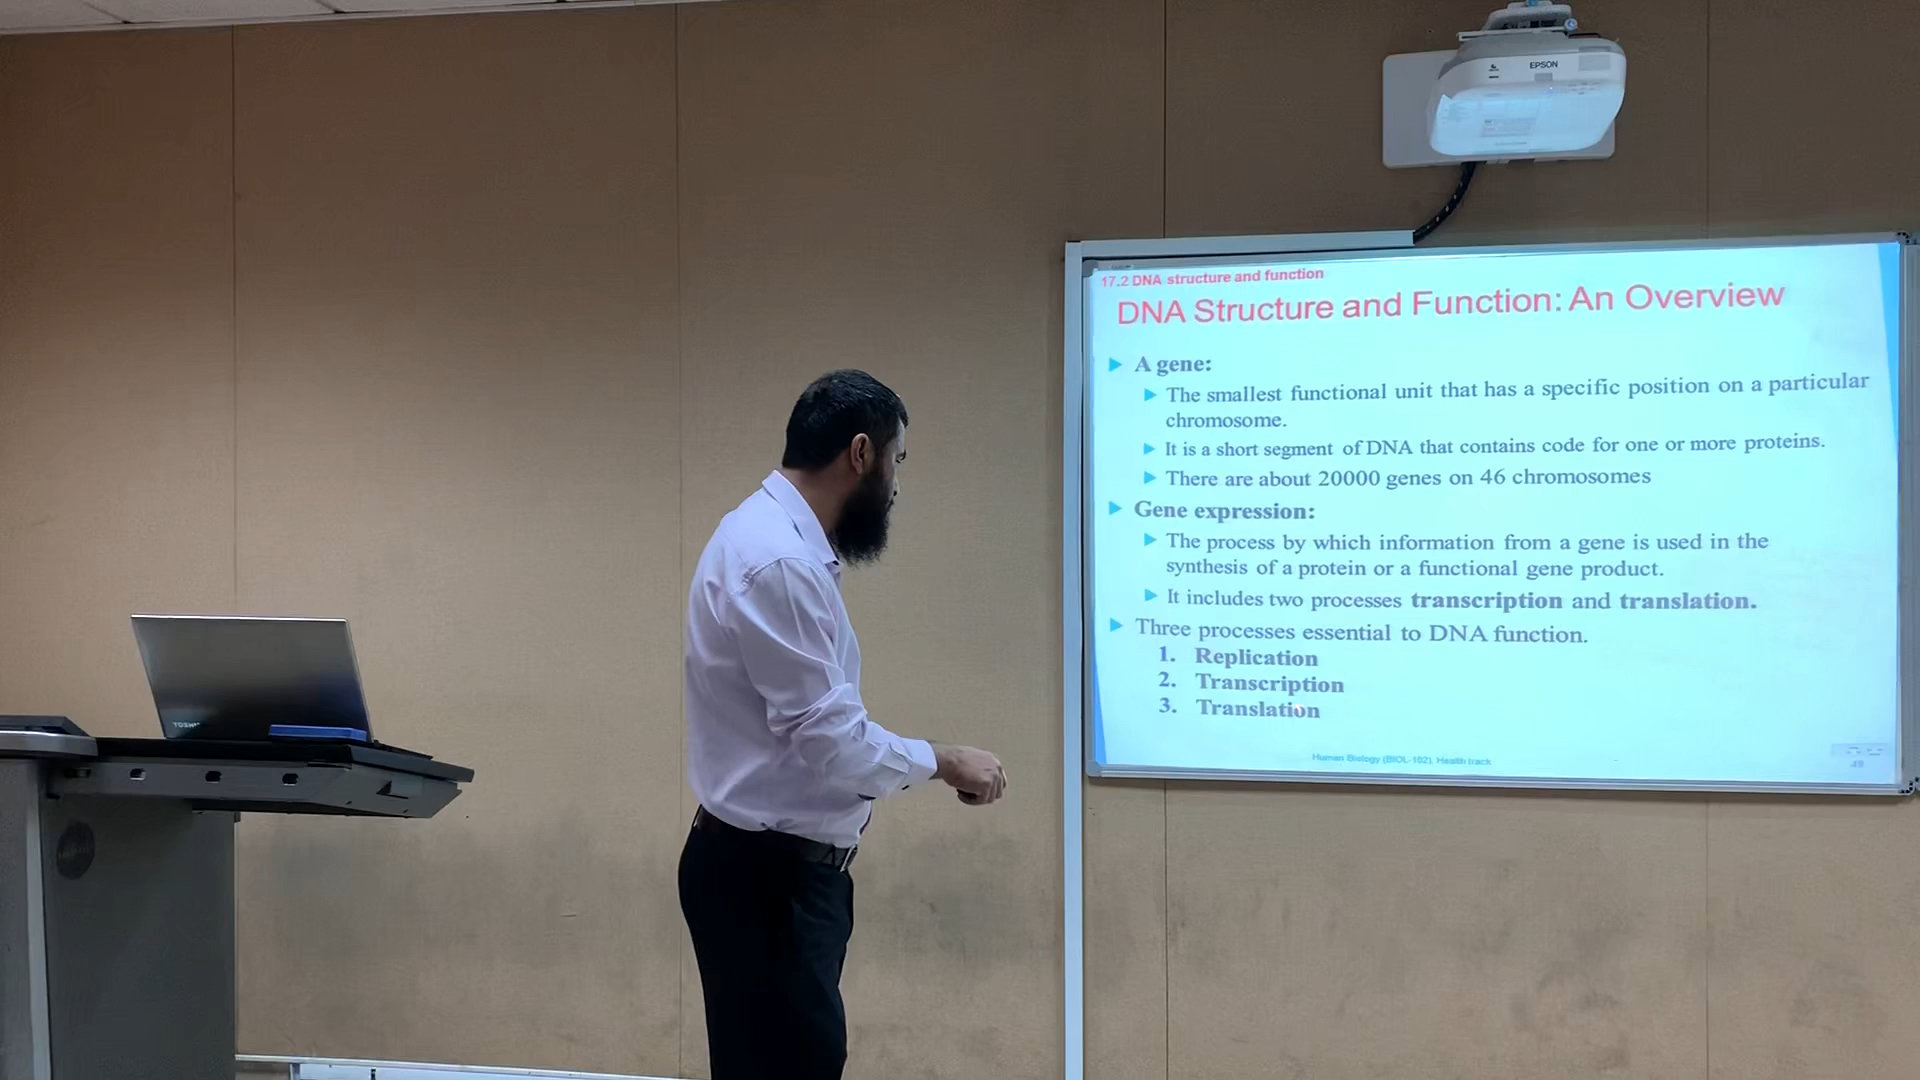 EPSON
17.2 DNA structure and function
DNA Structure and Function: An Overview
A gene:
The smallest functional unit that has a specific position on a particular
chromosome.
It is a short segment of DNA that contains code for one or more proteins.
There are about 20000 genes on 46 chromosomes
Gene expression:
The process by which information from a gene is used in the
synthesis of a protein or a functional gene product.
It includes two processes transcription and translation.
Three processes essential to DNA function.
1. Replication
2. Transcription
3. Translation
Human Biology (BIOL-102). Health track
49